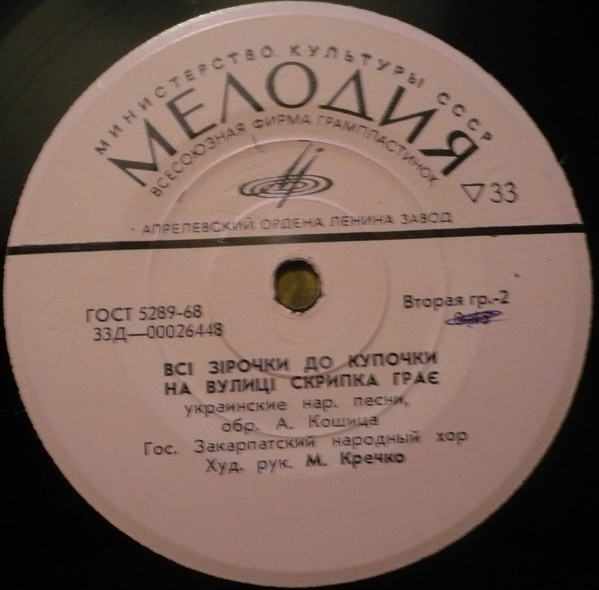 МИНИСТЕРСТВО КУЛЬТУРЫ СССР
МЕЛОДИЯ
ВСЕСОЮЗНАЯ ФИРМА ГРАМПЛАСТИНОК
▽ 33
АПРЕЛЕВСКИЙ ОРДЕНА ЛЕНИНА ЗАВОД
ГОСТ 5289-68
Вторая гр.-2
33Д—00026448
ВСІ ЗІРОЧКИ ДО КУПОЧКИ
НА ВУЛИЦІ СКРИПКА ГРАЄ
украинские нар. песни,
обр. А. Кошица
Гос. Закарпатский народный хор
Худ. рук. М. Кречко